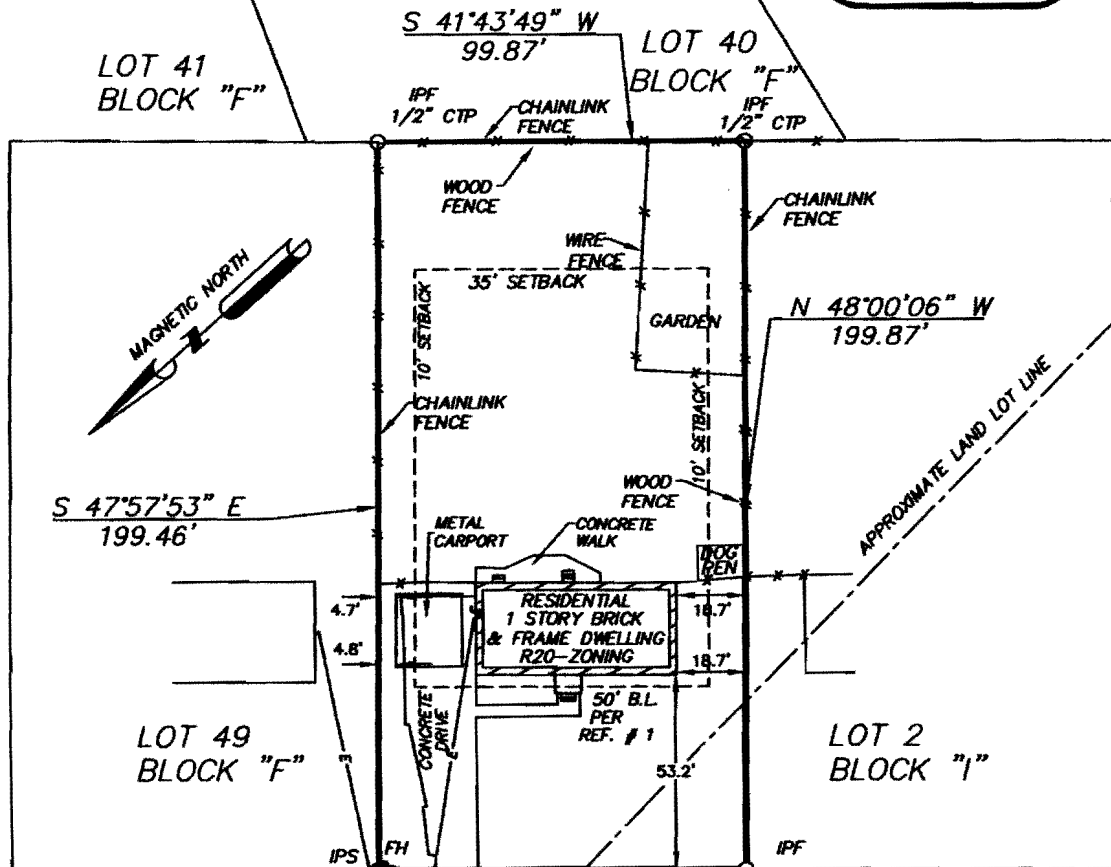 S 41°43'49" W
99.87'
LOT 41
BLOCK "F"
LOT 40
BLOCK "F"
IPF
1/2" CTP
CHAINLINK
FENCE
IPF
1/2" CTP
WOOD
FENCE
CHAINLINK
FENCE
WIRE
FENCE
MAGNETIC NORTH
N
35' SETBACK
10' SETBACK
GARDEN
N 48°00'06" W
199.87'
CHAINLINK
FENCE
10' SETBACK
APPROXIMATE LAND LOT LINE
WOOD
FENCE
S 47°57'53" E
199.46'
METAL
CARPORT
CONCRETE
WALK
DOG
PEN
4.7'
4.8'
RESIDENTIAL
1 STORY BRICK
& FRAME DWELLING
R20-ZONING
18.7'
18.7'
E
50' B.L.
PER
REF. # 1
CONCRETE
DRIVE
E
E
LOT 49
BLOCK "F"
53.2'
LOT 2
BLOCK "I"
IPS
FH
IPF